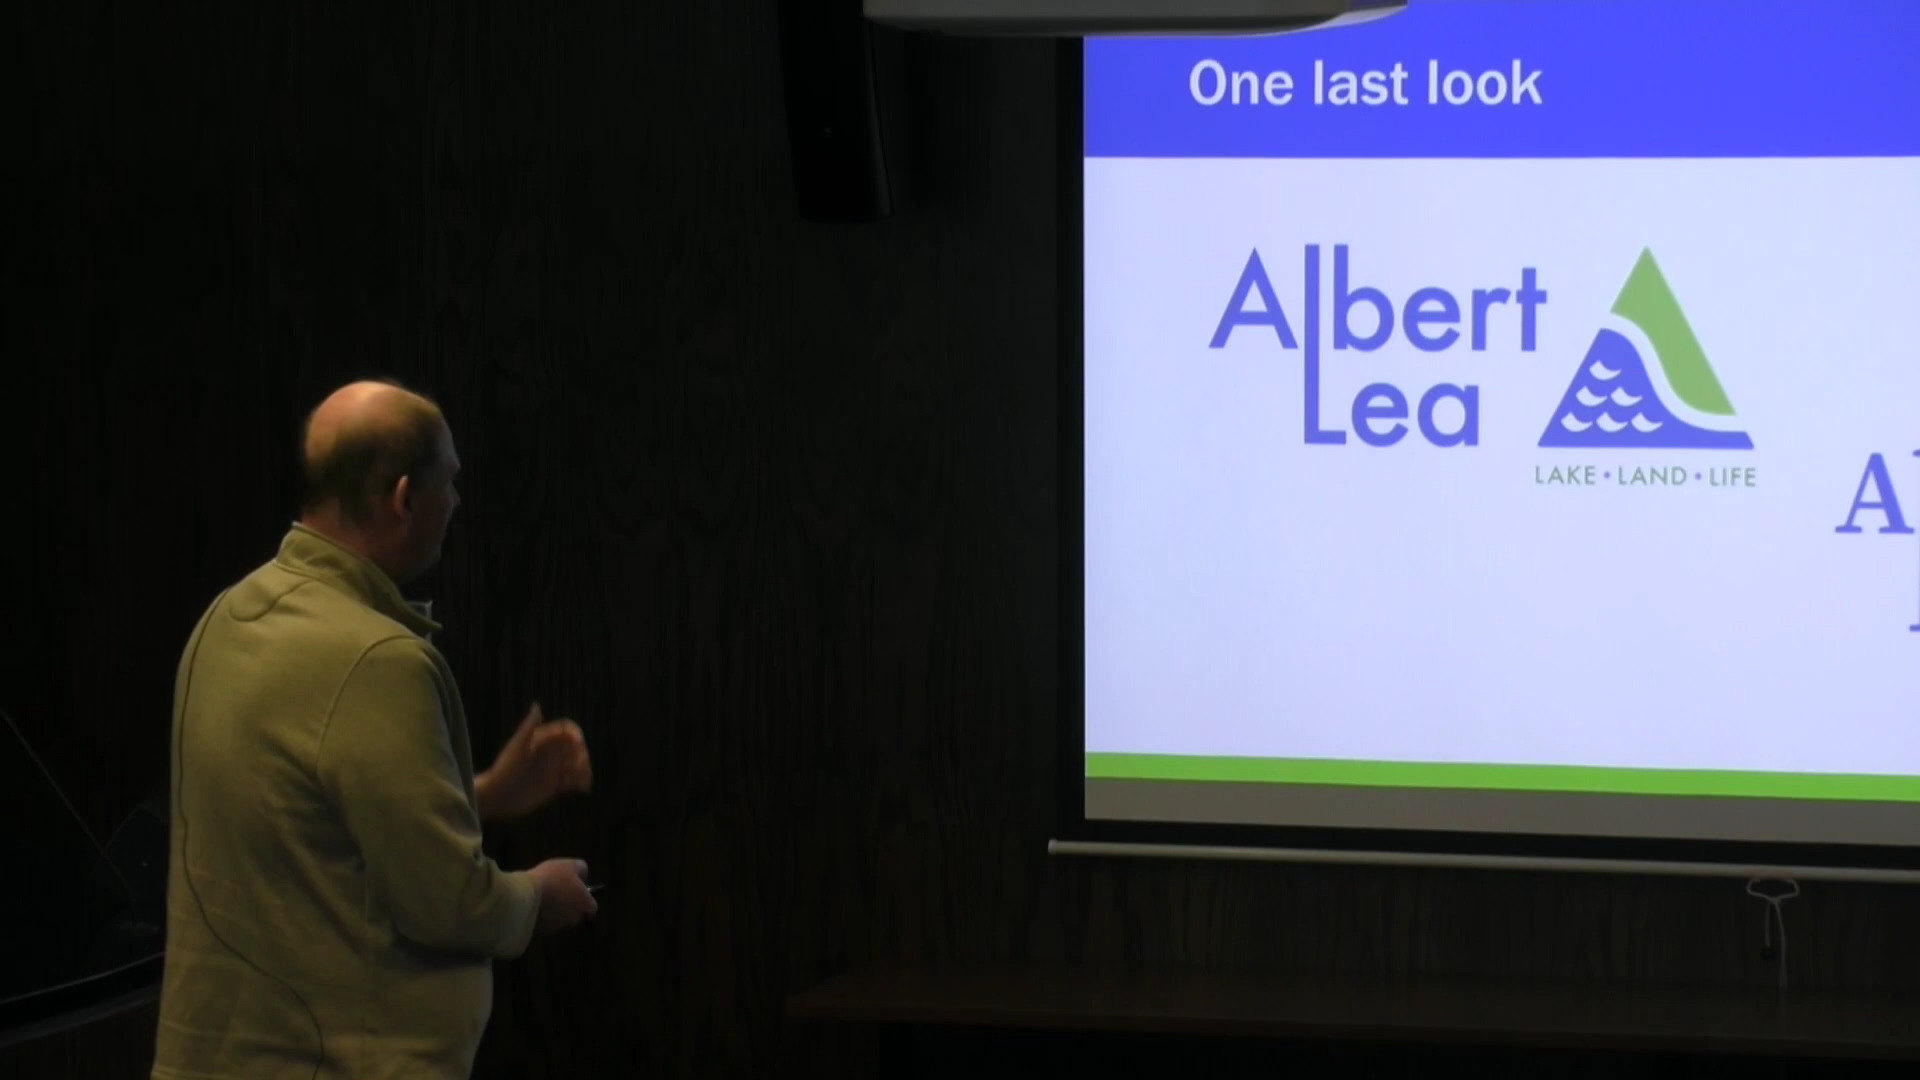 One last look
Albert
Lea
LAKE • LAND • LIFE
A